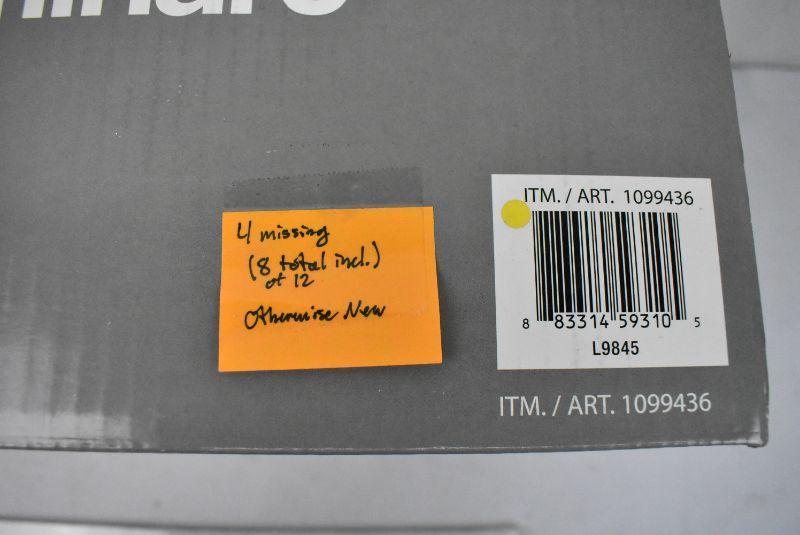 4 missing
(8 total incl.)
of 12
Otherwise New
ITM. / ART. 1099436
8 83314 59310 5
L9845
ITM. / ART. 1099436